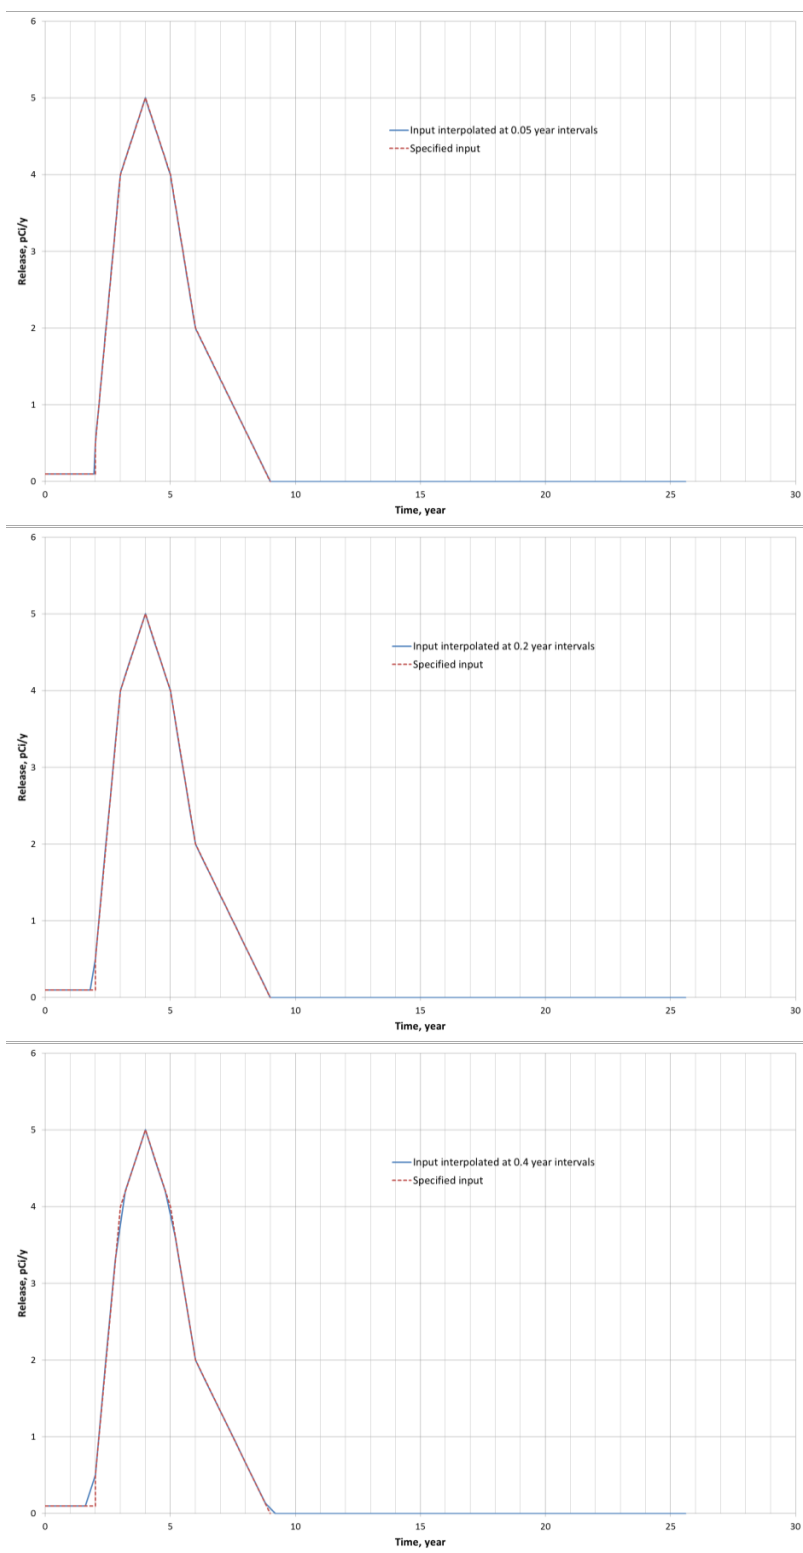 6
5
Input interpolated at 0.05 year intervals
Specified input
4
Release, pCi/y
3
2
1
0
0 5 10 15 20 25 30
Time, year
6
5
Input interpolated at 0.2 year intervals
Specified input
4
Release, pCi/y
3
2
1
0
0 5 10 15 20 25 30
Time, year
6
5
Input interpolated at 0.4 year intervals
Specified input
4
Release, pCi/y
3
2
1
0
0 5 10 15 20 25 30
Time, year